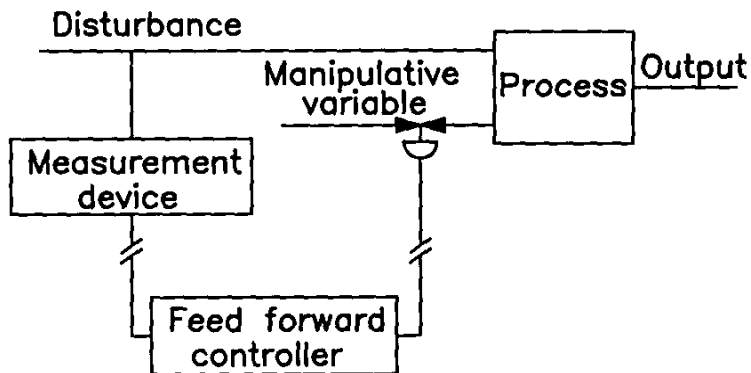 Disturbance
Manipulative
variable
Process
Output
Measurement
device
Feed forward
controller